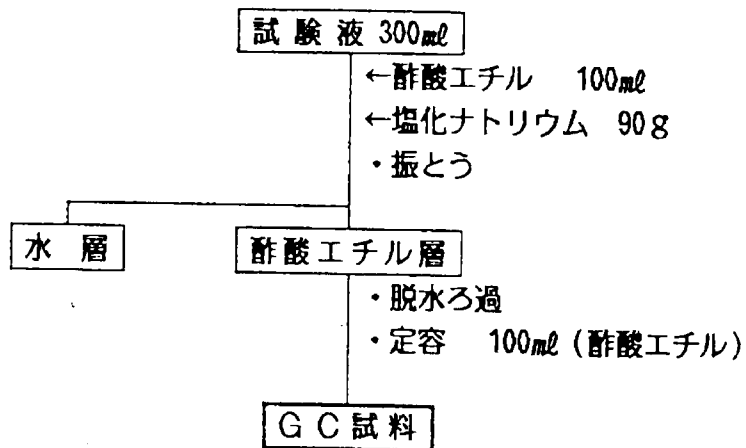 試験液 300ml
←酢酸エチル 100ml
←塩化ナトリウム 90g
・振とう
水層
酢酸エチル層
・脱水ろ過
・定容 100ml(酢酸エチル)
GC試料